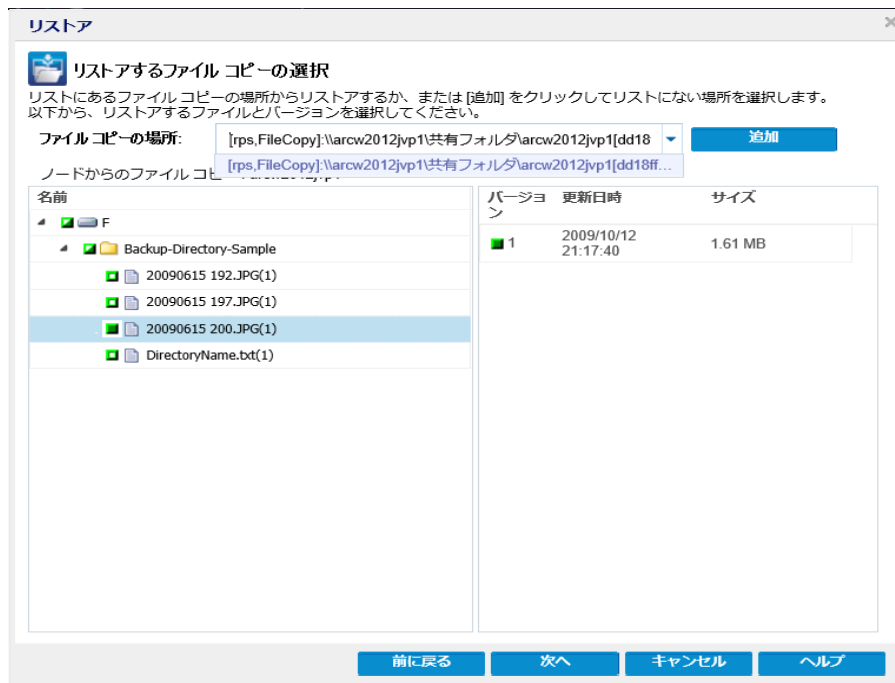 リストア
リストアするファイル コピーの選択
リストにあるファイル コピーの場所からリストアするか、または [追加] をクリックしてリストにない場所を選択します。
以下から、リストアするファイルとバージョンを選択してください。
ファイル コピーの場所:
[rps,FileCopy]:\\arcw2012jvp1\共有フォルダ\arcw2012jvp1[dd18
追加
[rps,FileCopy]:\\arcw2012jvp1\共有フォルダ\arcw2012jvp1[dd18ff...
ノードからのファイル コピー
名前
バージョ
ン
更新日時
サイズ
F
Backup-Directory-Sample
20090615 192.JPG(1)
20090615 197.JPG(1)
20090615 200.JPG(1)
DirectoryName.txt(1)
1
2009/10/12
21:17:40
1.61 MB
前に戻る
次へ
キャンセル
ヘルプ